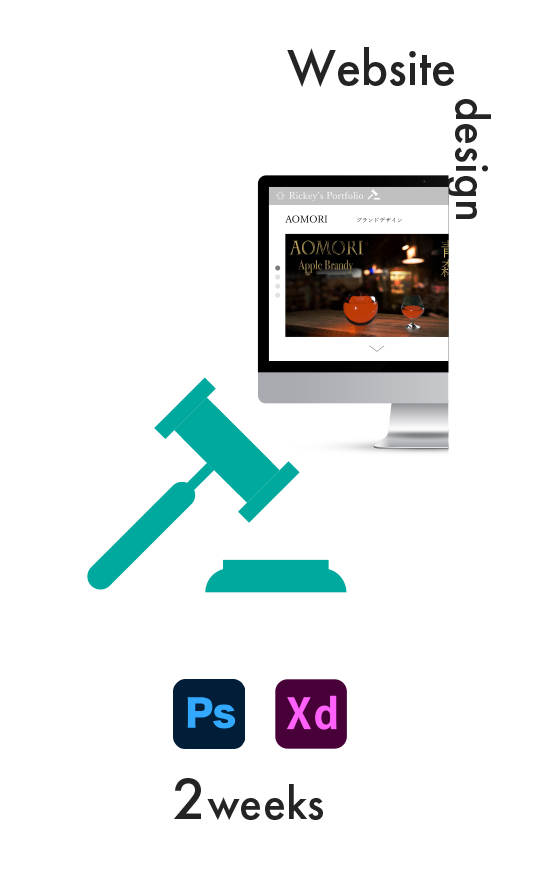 Website
design
Rickey's Portfolio
AOMORI
ブランドデザイン
AOMORI
Apple Brandy
青森
Ps
Xd
2weeks